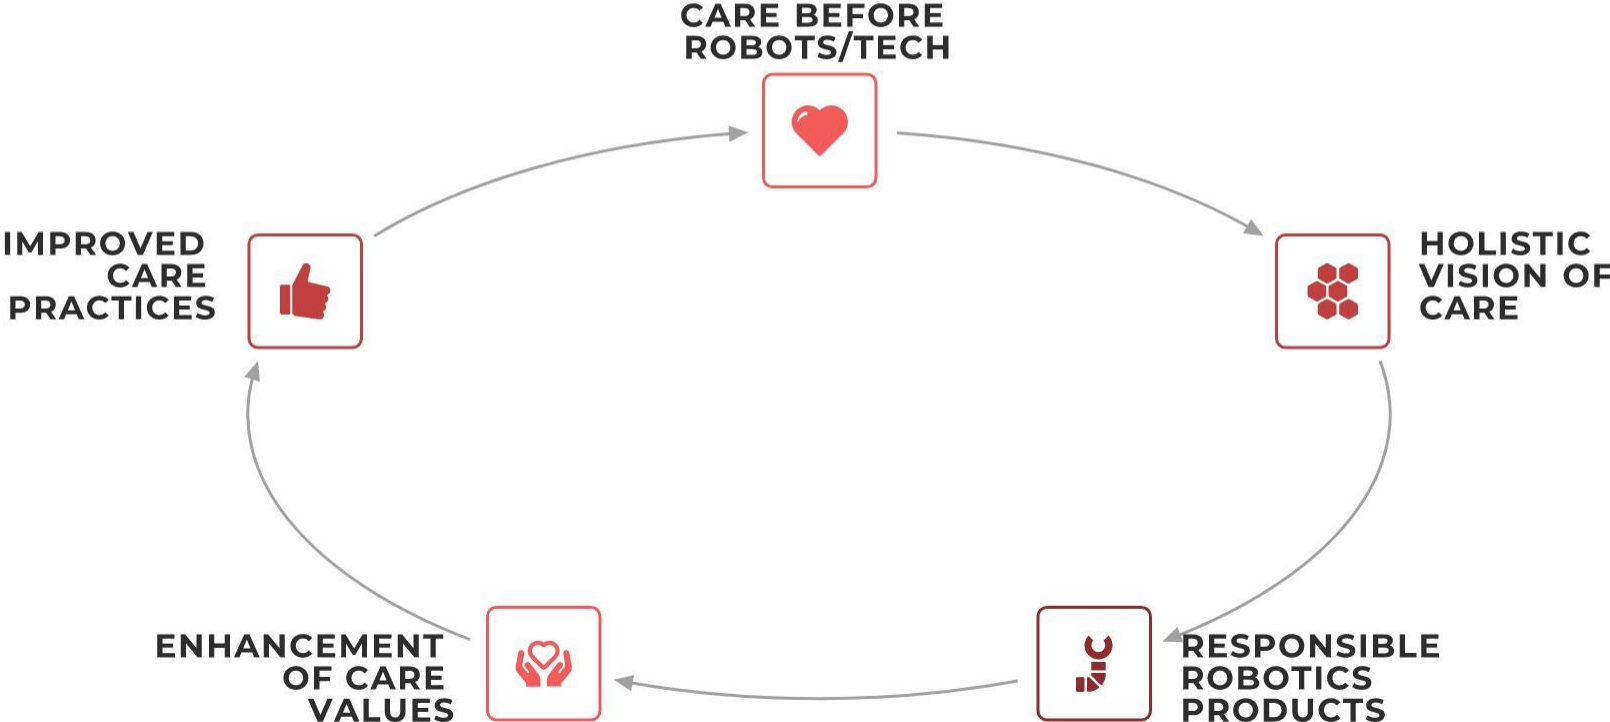 CARE BEFORE
ROBOTS/TECH
HOLISTIC
VISION OF
CARE
RESPONSIBLE
ROBOTICS
PRODUCTS
ENHANCEMENT
OF CARE
VALUES
IMPROVED
CARE
PRACTICES